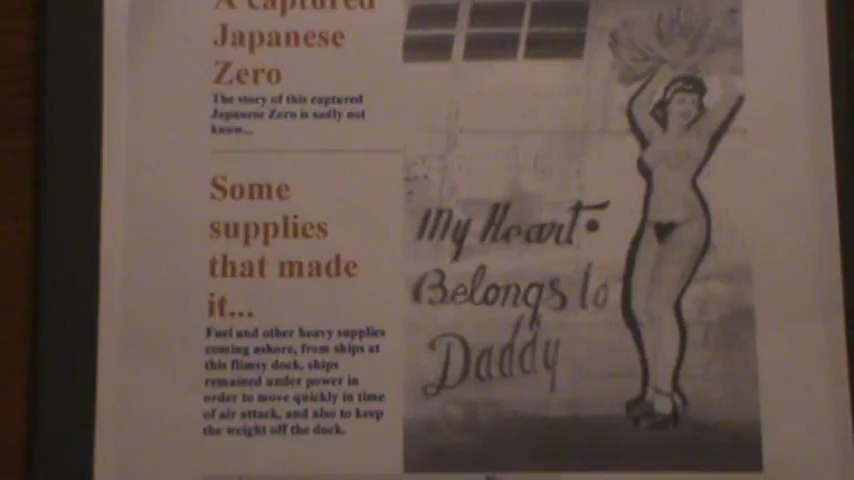 A captured
Japanese
Zero
The story of this captured
Japanese Zero is sadly not
know...
Some
supplies
that made
it...
Fuel and other heavy supplies
coming ashore, from ships at
this flimsy dock, ships
remained under power in
order to move quickly in time
of air attack, and also to keep
the weight off the dock.
My Heart
Belongs to
Daddy